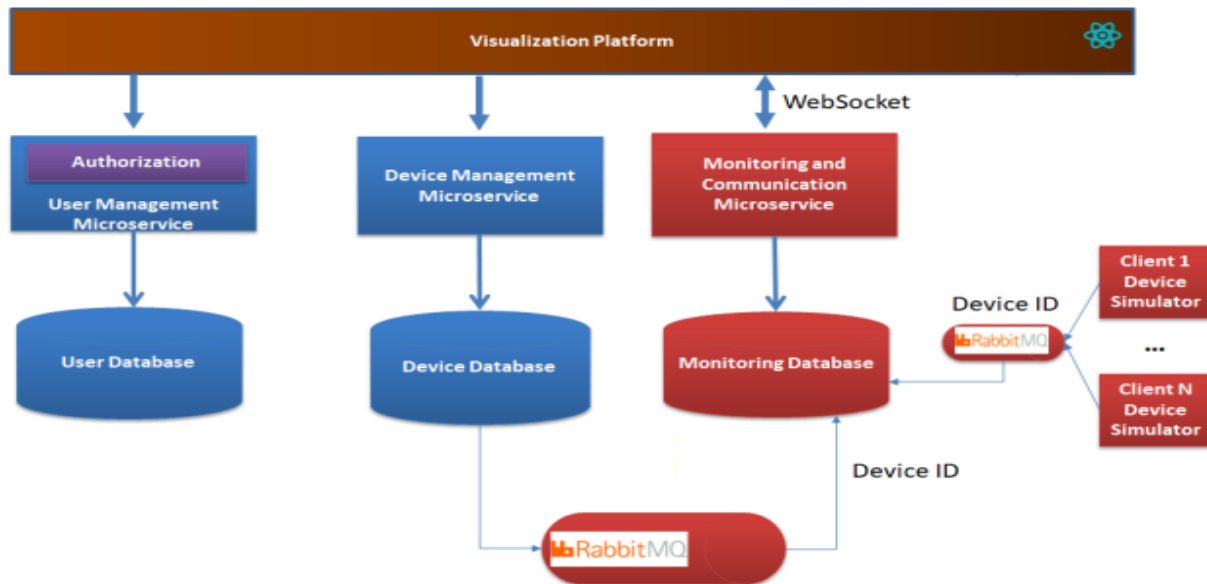 Visualization Platform
WebSocket
Authorization
User Management
Microservice
Device Management
Microservice
Monitoring and
Communication
Microservice
Client 1
Device
Simulator
Device ID
RabbitMQ
...
User Database
Device Database
Monitoring Database
Client N
Device
Simulator
Device ID
RabbitMQ